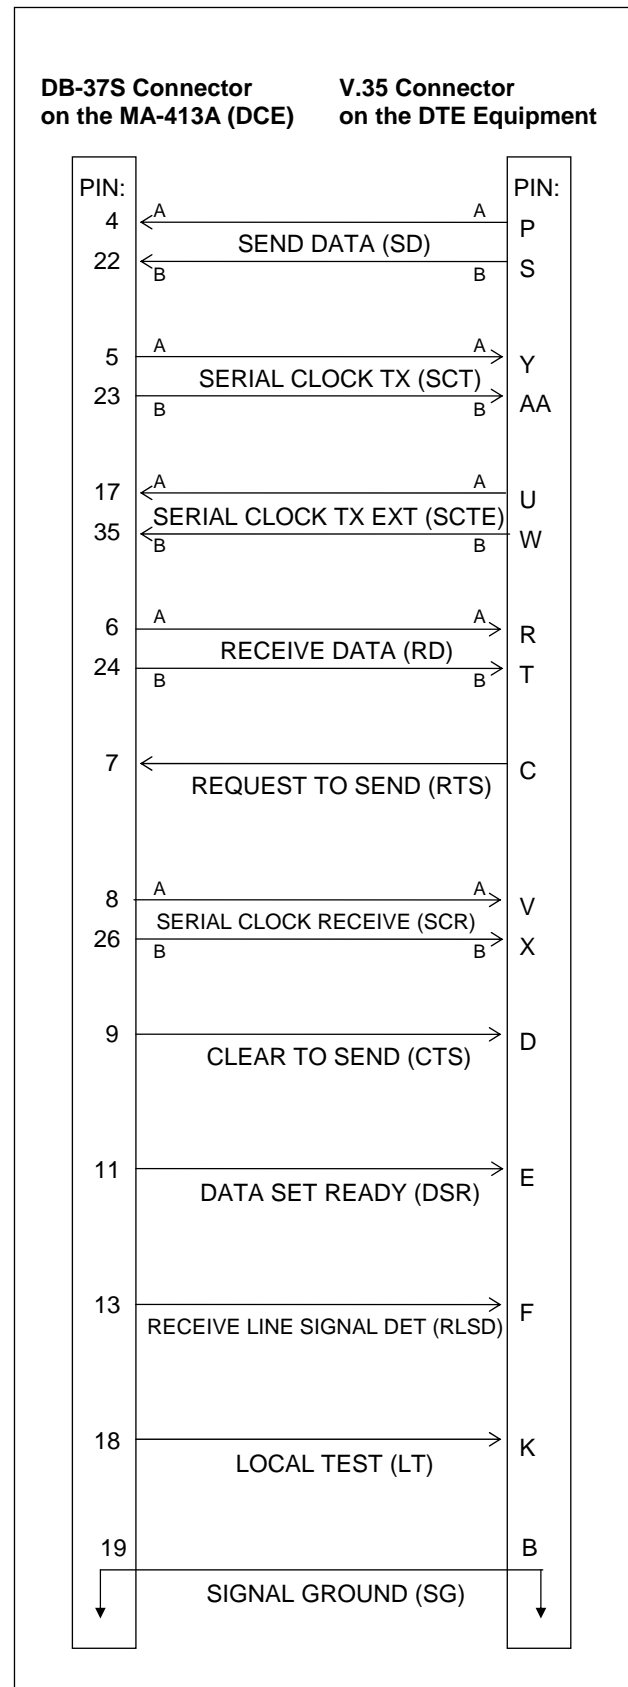 DB-37S Connector
on the MA-413A (DCE)
V.35 Connector
on the DTE Equipment
PIN: PIN:
4 A A P
SEND DATA (SD)
22 B B S
5 A A Y
SERIAL CLOCK TX (SCT)
23 B B AA
17 A A U
SERIAL CLOCK TX EXT (SCTE)
35 B B W
6 A A R
RECEIVE DATA (RD)
24 B B T
7 C
REQUEST TO SEND (RTS)
8 A A V
SERIAL CLOCK RECEIVE (SCR)
26 B B X
9 D
CLEAR TO SEND (CTS)
11 E
DATA SET READY (DSR)
13 F
RECEIVE LINE SIGNAL DET (RLSD)
18 K
LOCAL TEST (LT)
19 B
SIGNAL GROUND (SG)